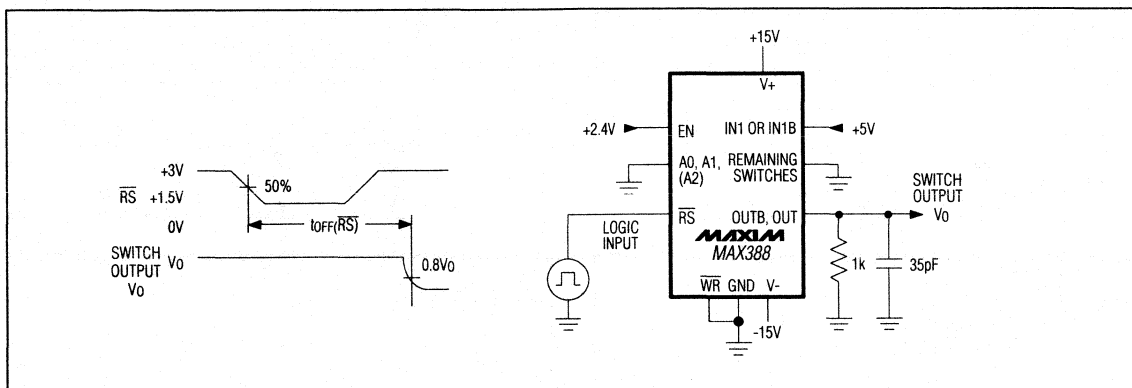 +3V
RS +1.5V
50%
0V
tOFF(RS)
SWITCH
OUTPUT
VO
VO
0.8VO
+15V
V+
+2.4V
EN
IN1 OR IN1B
+5V
A0, A1,
(A2)
REMAINING
SWITCHES
RS
LOGIC
INPUT
OUTB, OUT
SWITCH
OUTPUT
VO
MAXIM
MAX388
1k
35pF
WR GND V-
-15V